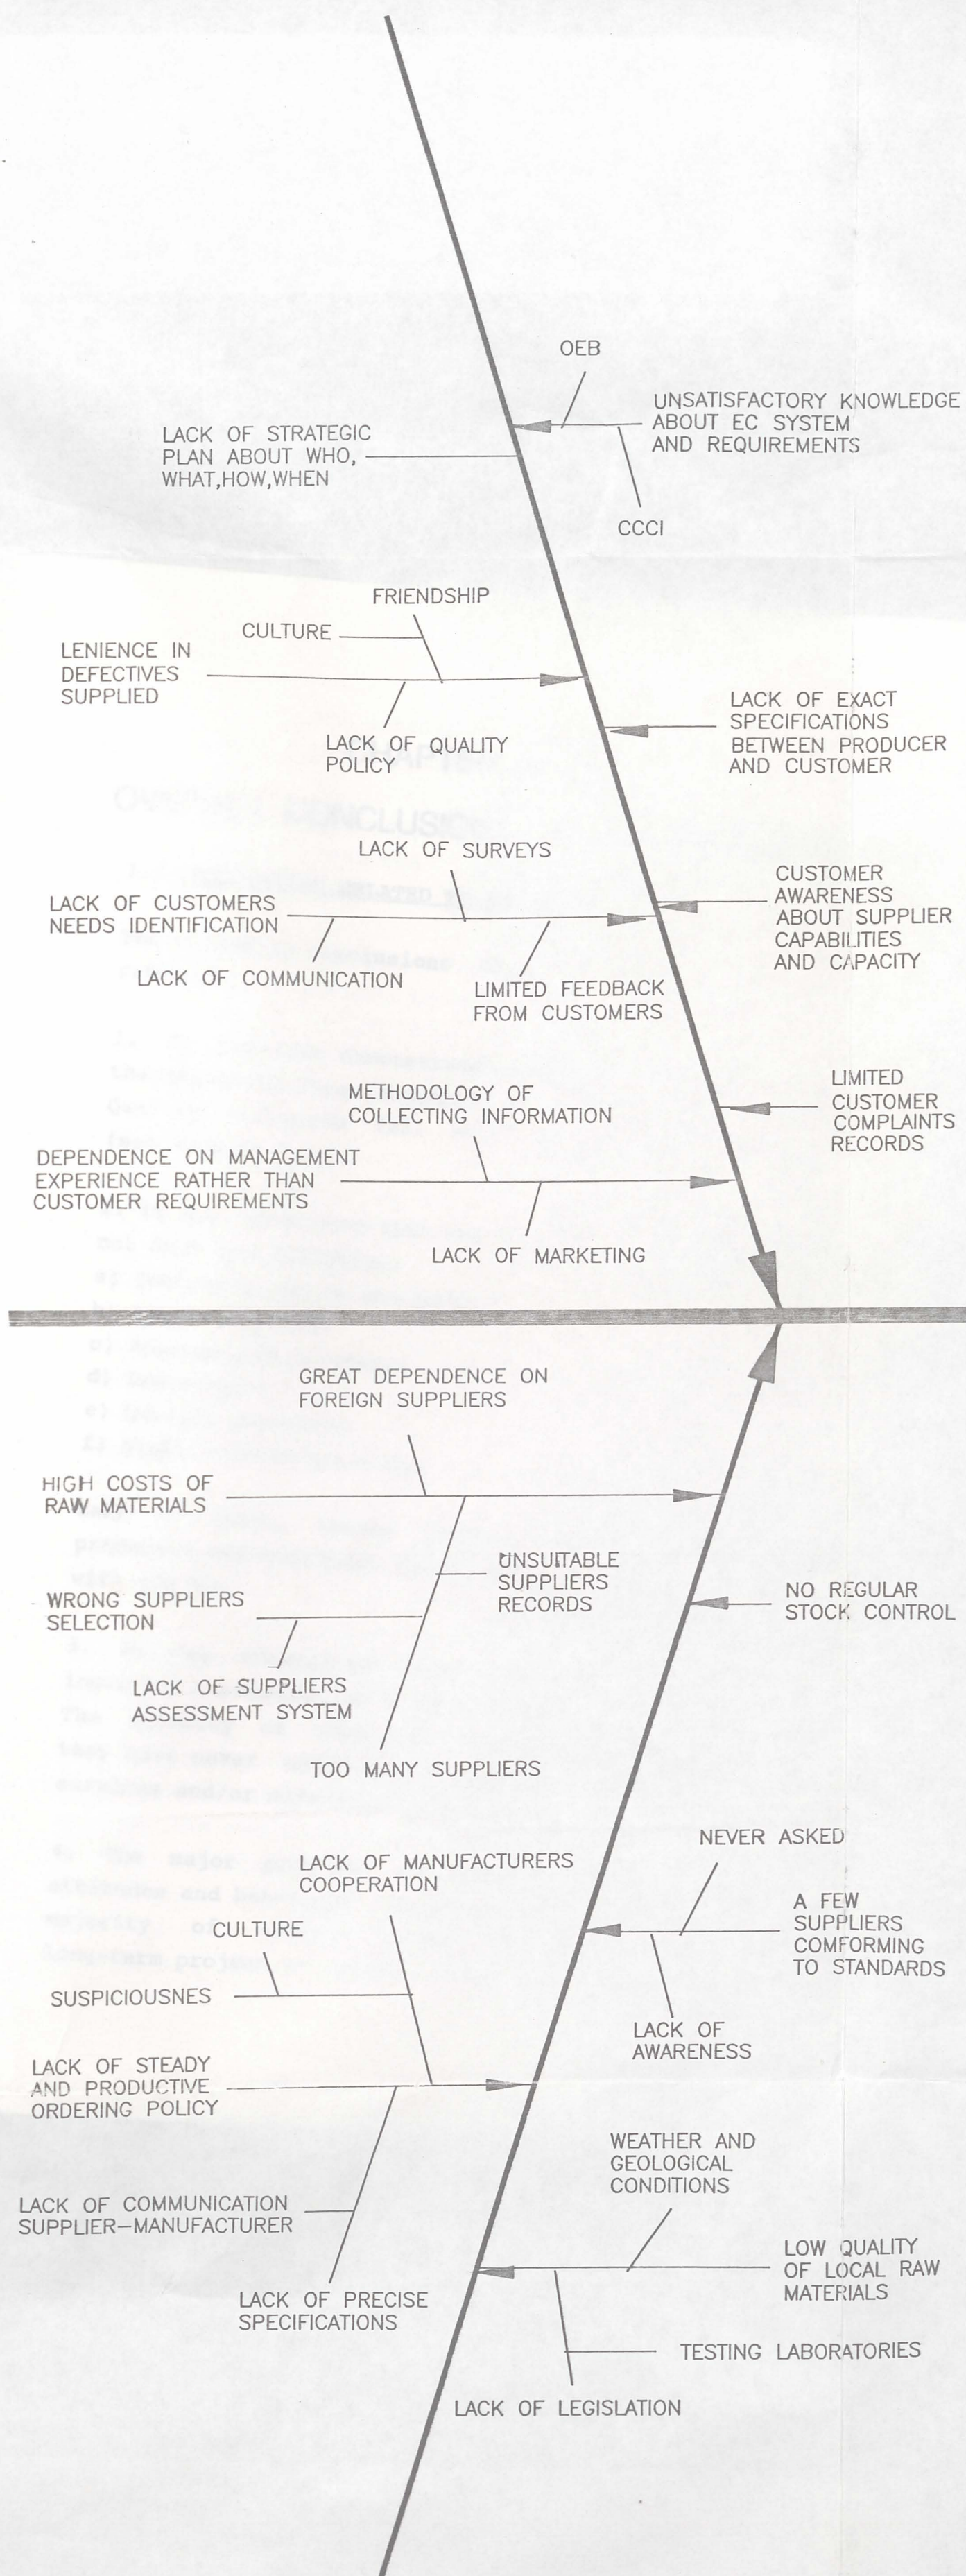 OEB
UNSATISFACTORY KNOWLEDGE
ABOUT EC SYSTEM
AND REQUIREMENTS
LACK OF STRATEGIC
PLAN ABOUT WHO,
WHAT,HOW,WHEN
CCCI
FRIENDSHIP
CULTURE
LENIENCE IN
DEFECTIVES
SUPPLIED
LACK OF QUALITY
POLICY
LACK OF EXACT
SPECIFICATIONS
BETWEEN PRODUCER
AND CUSTOMER
LACK OF SURVEYS
LACK OF CUSTOMERS
NEEDS IDENTIFICATION
LACK OF COMMUNICATION
LIMITED FEEDBACK
FROM CUSTOMERS
CUSTOMER
AWARENESS
ABOUT SUPPLIER
CAPABILITIES
AND CAPACITY
METHODOLOGY OF
COLLECTING INFORMATION
LIMITED
CUSTOMER
COMPLAINTS
RECORDS
DEPENDENCE ON MANAGEMENT
EXPERIENCE RATHER THAN
CUSTOMER REQUIREMENTS
LACK OF MARKETING
GREAT DEPENDENCE ON
FOREIGN SUPPLIERS
HIGH COSTS OF
RAW MATERIALS
UNSUITABLE
SUPPLIERS
RECORDS
WRONG SUPPLIERS
SELECTION
NO REGULAR
STOCK CONTROL
LACK OF SUPPLIERS
ASSESSMENT SYSTEM
TOO MANY SUPPLIERS
NEVER ASKED
LACK OF MANUFACTURERS
COOPERATION
A FEW
SUPPLIERS
COMFORMING
TO STANDARDS
CULTURE
SUSPICIOUSNES
LACK OF
AWARENESS
LACK OF STEADY
AND PRODUCTIVE
ORDERING POLICY
WEATHER AND
GEOLOGICAL
CONDITIONS
LACK OF COMMUNICATION
SUPPLIER–MANUFACTURER
LOW QUALITY
OF LOCAL RAW
MATERIALS
LACK OF PRECISE
SPECIFICATIONS
TESTING LABORATORIES
LACK OF LEGISLATION